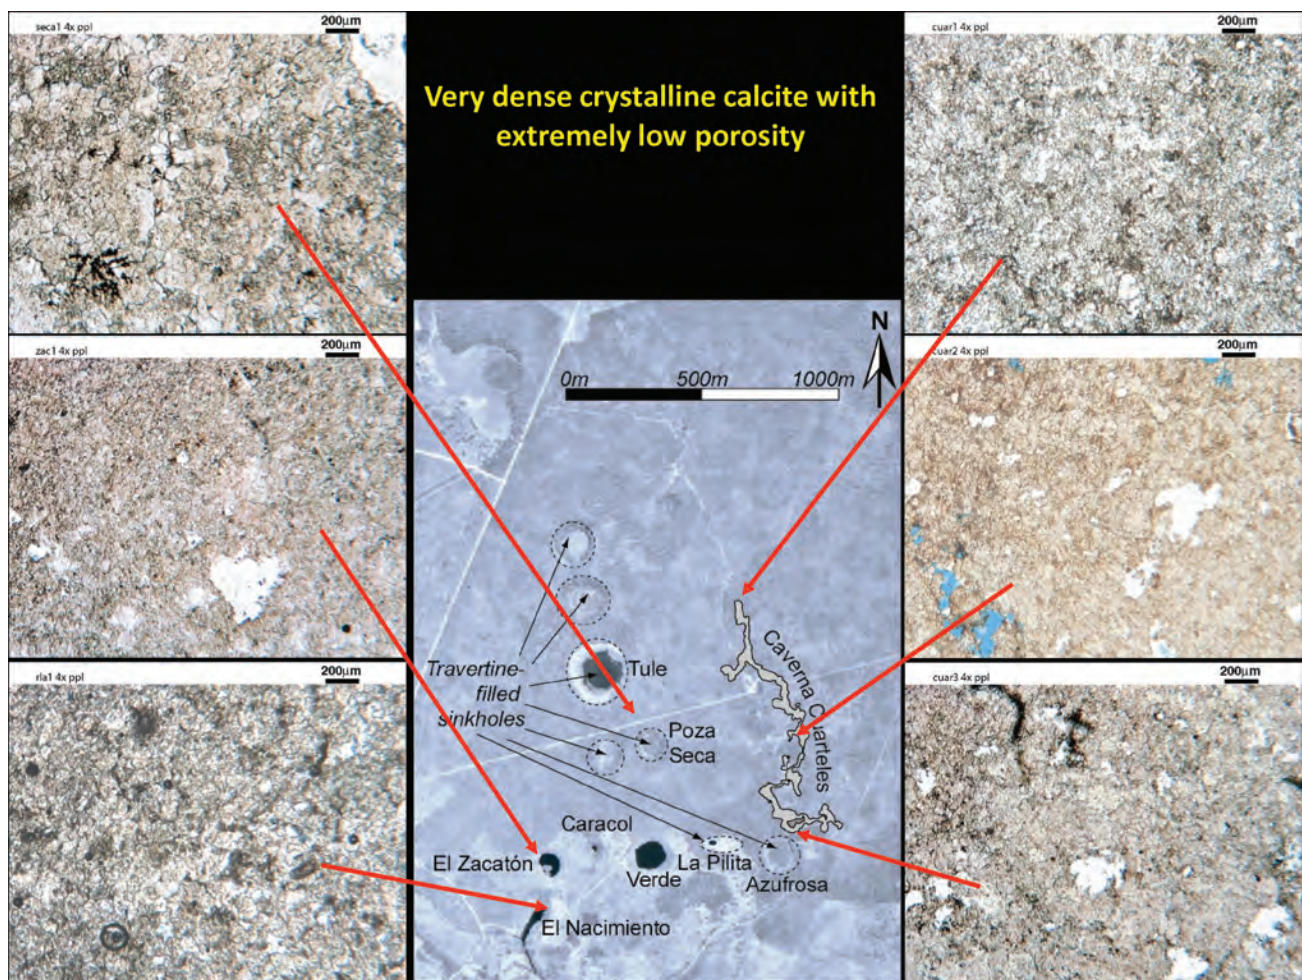 seca1 4x ppl
200µm
Very dense crystalline calcite with
extremely low porosity
cuar1 4x ppl
200µm
zac1 4x ppl
200µm
cuar2 4x ppl
200µm
rla1 4x ppl
200µm
cuar3 4x ppl
200µm
N
0m
500m
1000m
Travertine-
filled
sinkholes
Tule
Poza
Seca
Caverna Cuarteles
Caracol
El Zacatón
Verde
La Pilita
Azufrosa
El Nacimiento